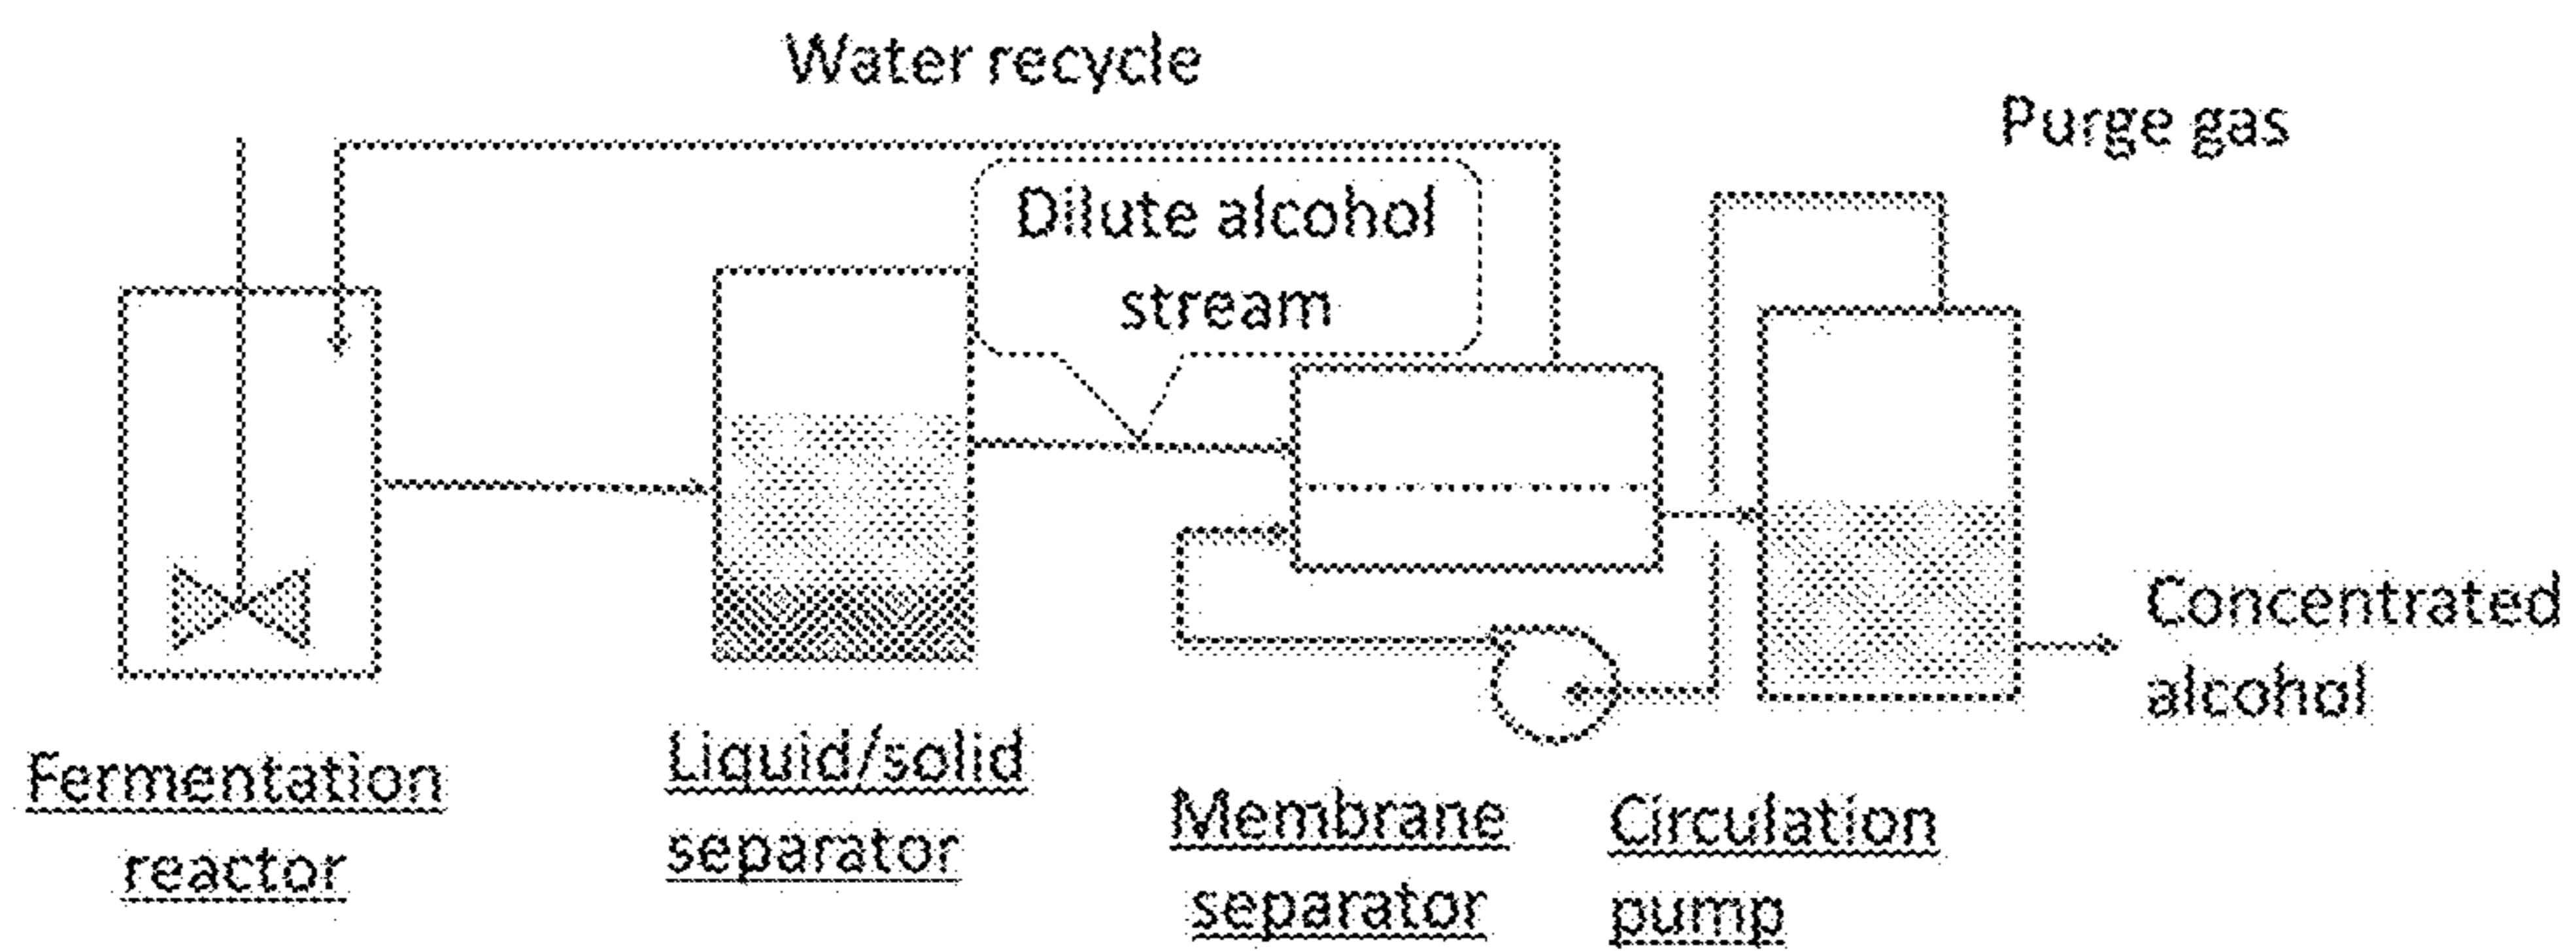 Water recycle
Purge gas
Dilute alcohol
stream
Concentrated
alcohol
Fermentation
reactor
Liquid/solid
separator
Membrane
separator
Circulation
pump